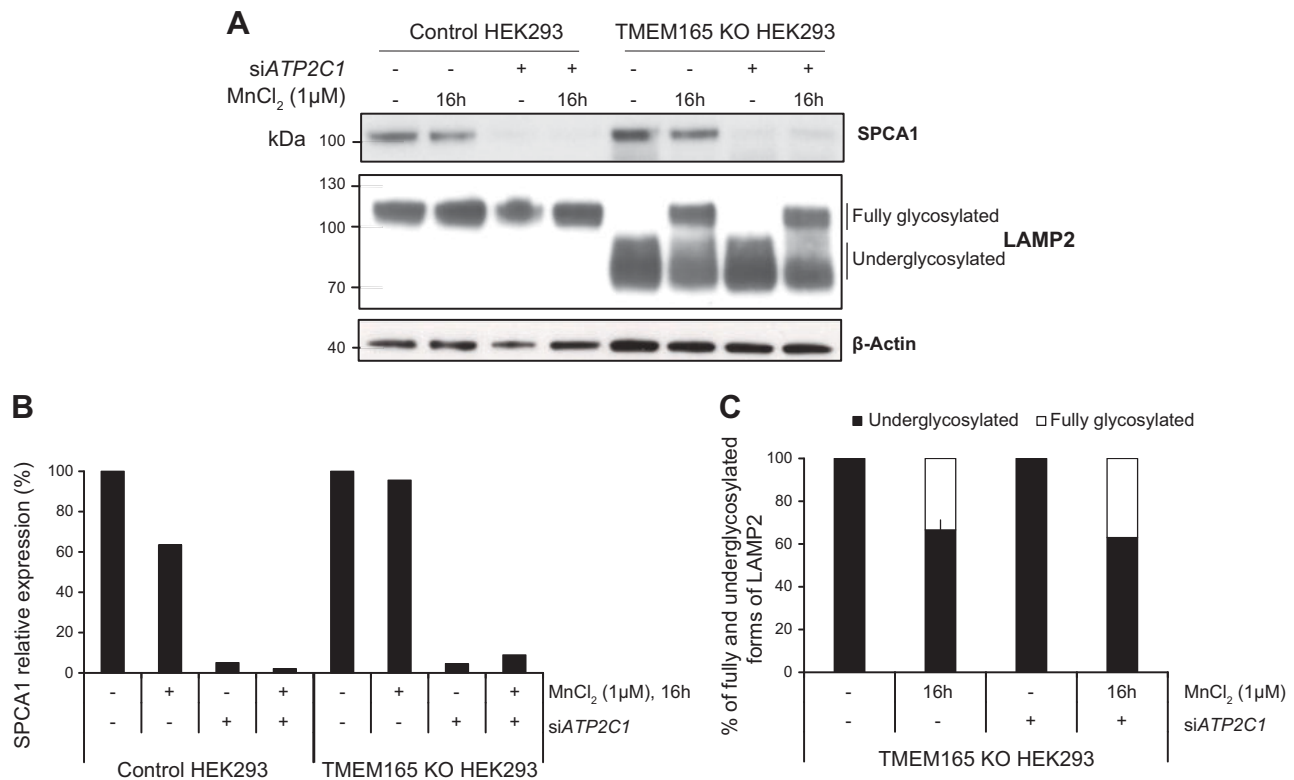 A
Control HEK293 TMEM165 KO HEK293
siATP2C1 - - + + - - + +
MnCl₂ (1μM) - 16h - 16h - 16h - 16h
kDa 100 SPCA1
130
100 Fully glycosylated
LAMP2
Underglycosylated
70
40 β-Actin
B
SPCA1 relative expression (%)
100
80
60
40
20
0
- + - + - + - + MnCl₂ (1μM), 16h
- - + + - - + + siATP2C1
Control HEK293 TMEM165 KO HEK293
C
Underglycosylated Fully glycosylated
% of fully and underglycosylated
forms of LAMP2
100
80
60
40
20
0
- 16h - 16h MnCl₂ (1μM)
- - + + siATP2C1
TMEM165 KO HEK293